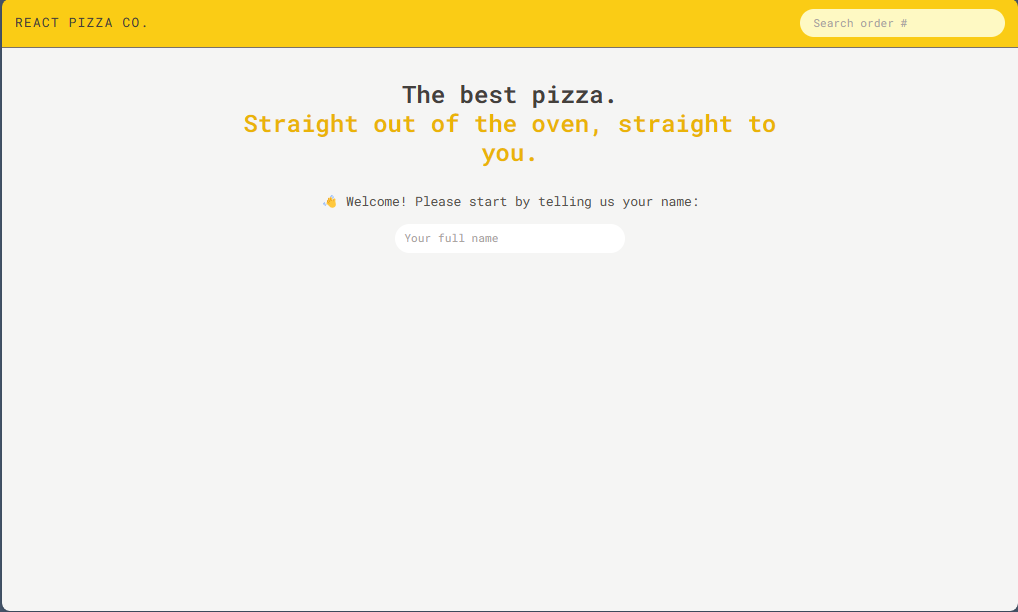 REACT PIZZA CO.
Search order #
The best pizza.
Straight out of the oven, straight to
you.
👋 Welcome! Please start by telling us your name:
Your full name